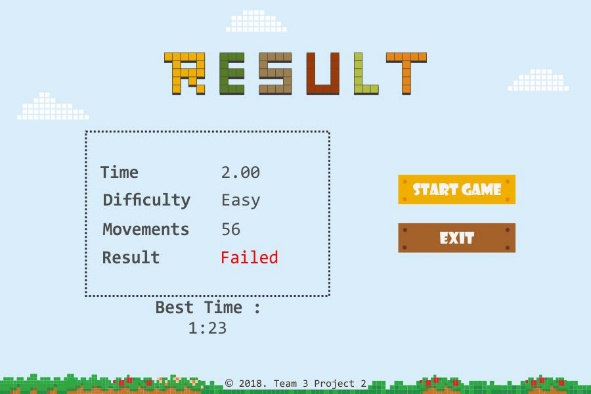 RESULT
Time 2.00
Difficulty Easy
Movements 56
Result Failed
START GAME
EXIT
Best Time :
1:23
© 2018. Team 3 Project 2